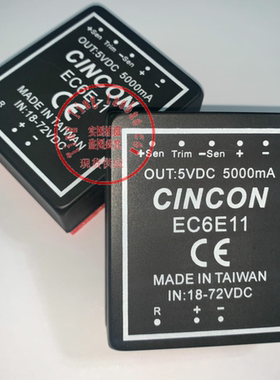 OUT:5VDC 5000mA
CINCON
EC6E11
CE
MADE IN TAIWAN
IN:18-72VDC
+Sen Trim −Sen + −
OUT:5VDC 5000mA
CINCON
EC6E11
CE
MADE IN TAIWAN
IN:18-72VDC
R + −